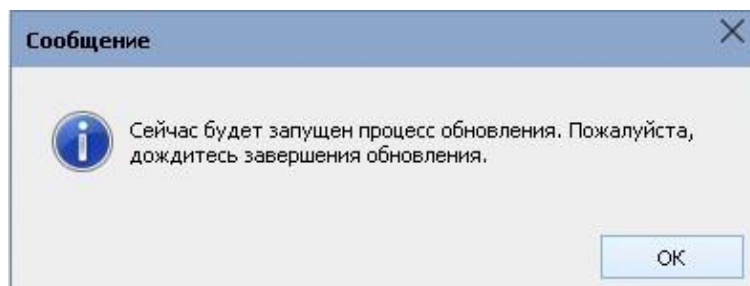 Сообщение
Сейчас будет запущен процесс обновления. Пожалуйста,
дождитесь завершения обновления.
ОК